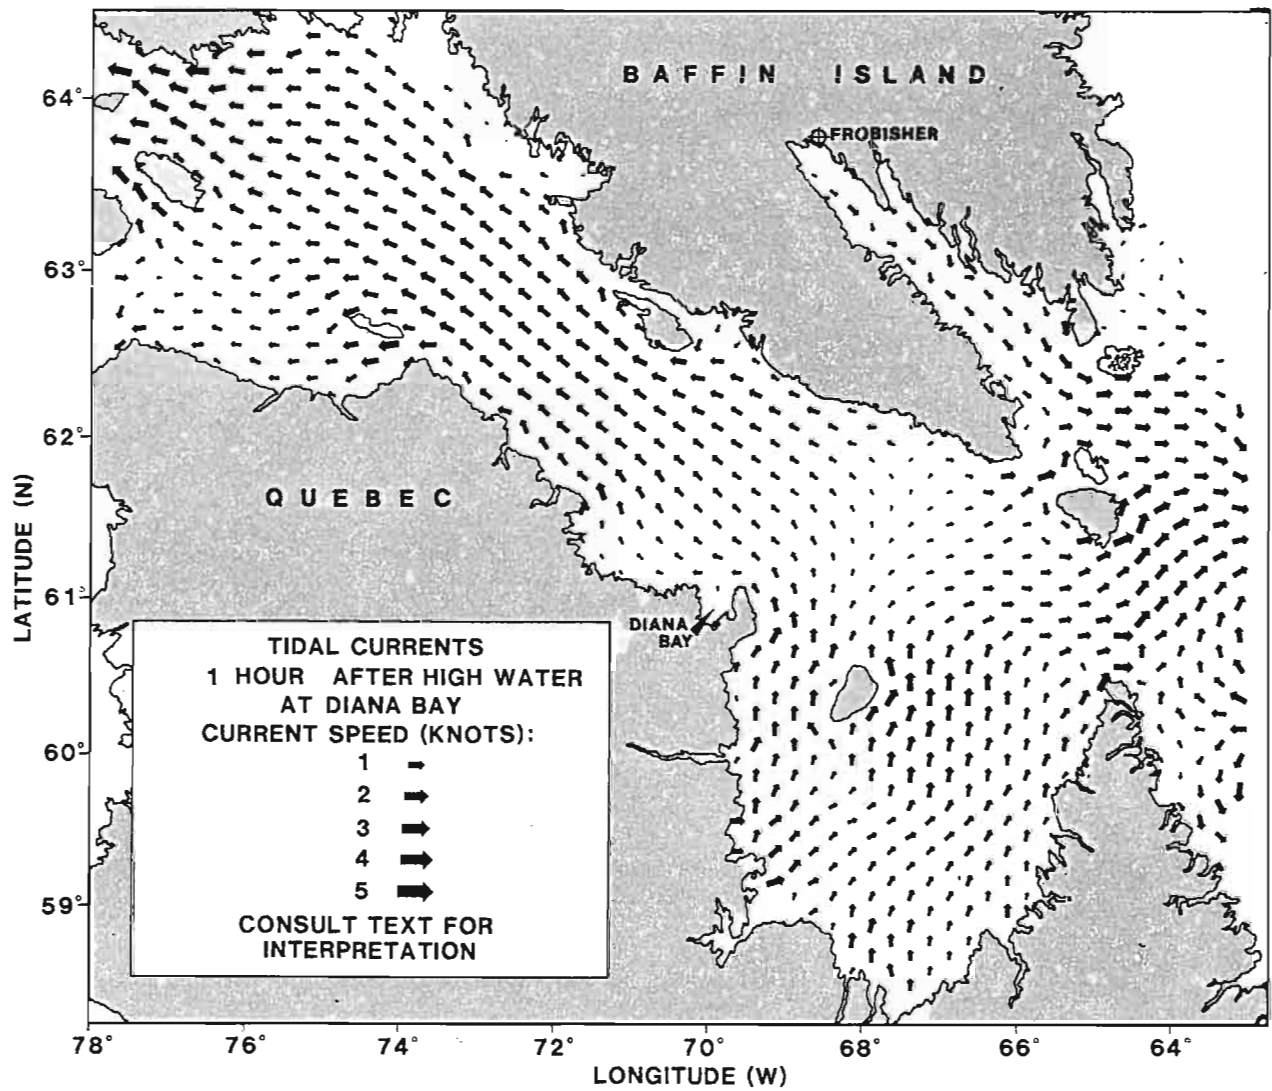 BAFFIN ISLAND
FROBISHER
64°
63°
62°
61°
60°
59°
LATITUDE (N)
QUEBEC
DIANA
BAY
TIDAL CURRENTS
1 HOUR AFTER HIGH WATER
AT DIANA BAY
CURRENT SPEED (KNOTS):
1
2
3
4
5
CONSULT TEXT FOR
INTERPRETATION
78° 76° 74° 72° 70° 68° 66° 64°
LONGITUDE (W)